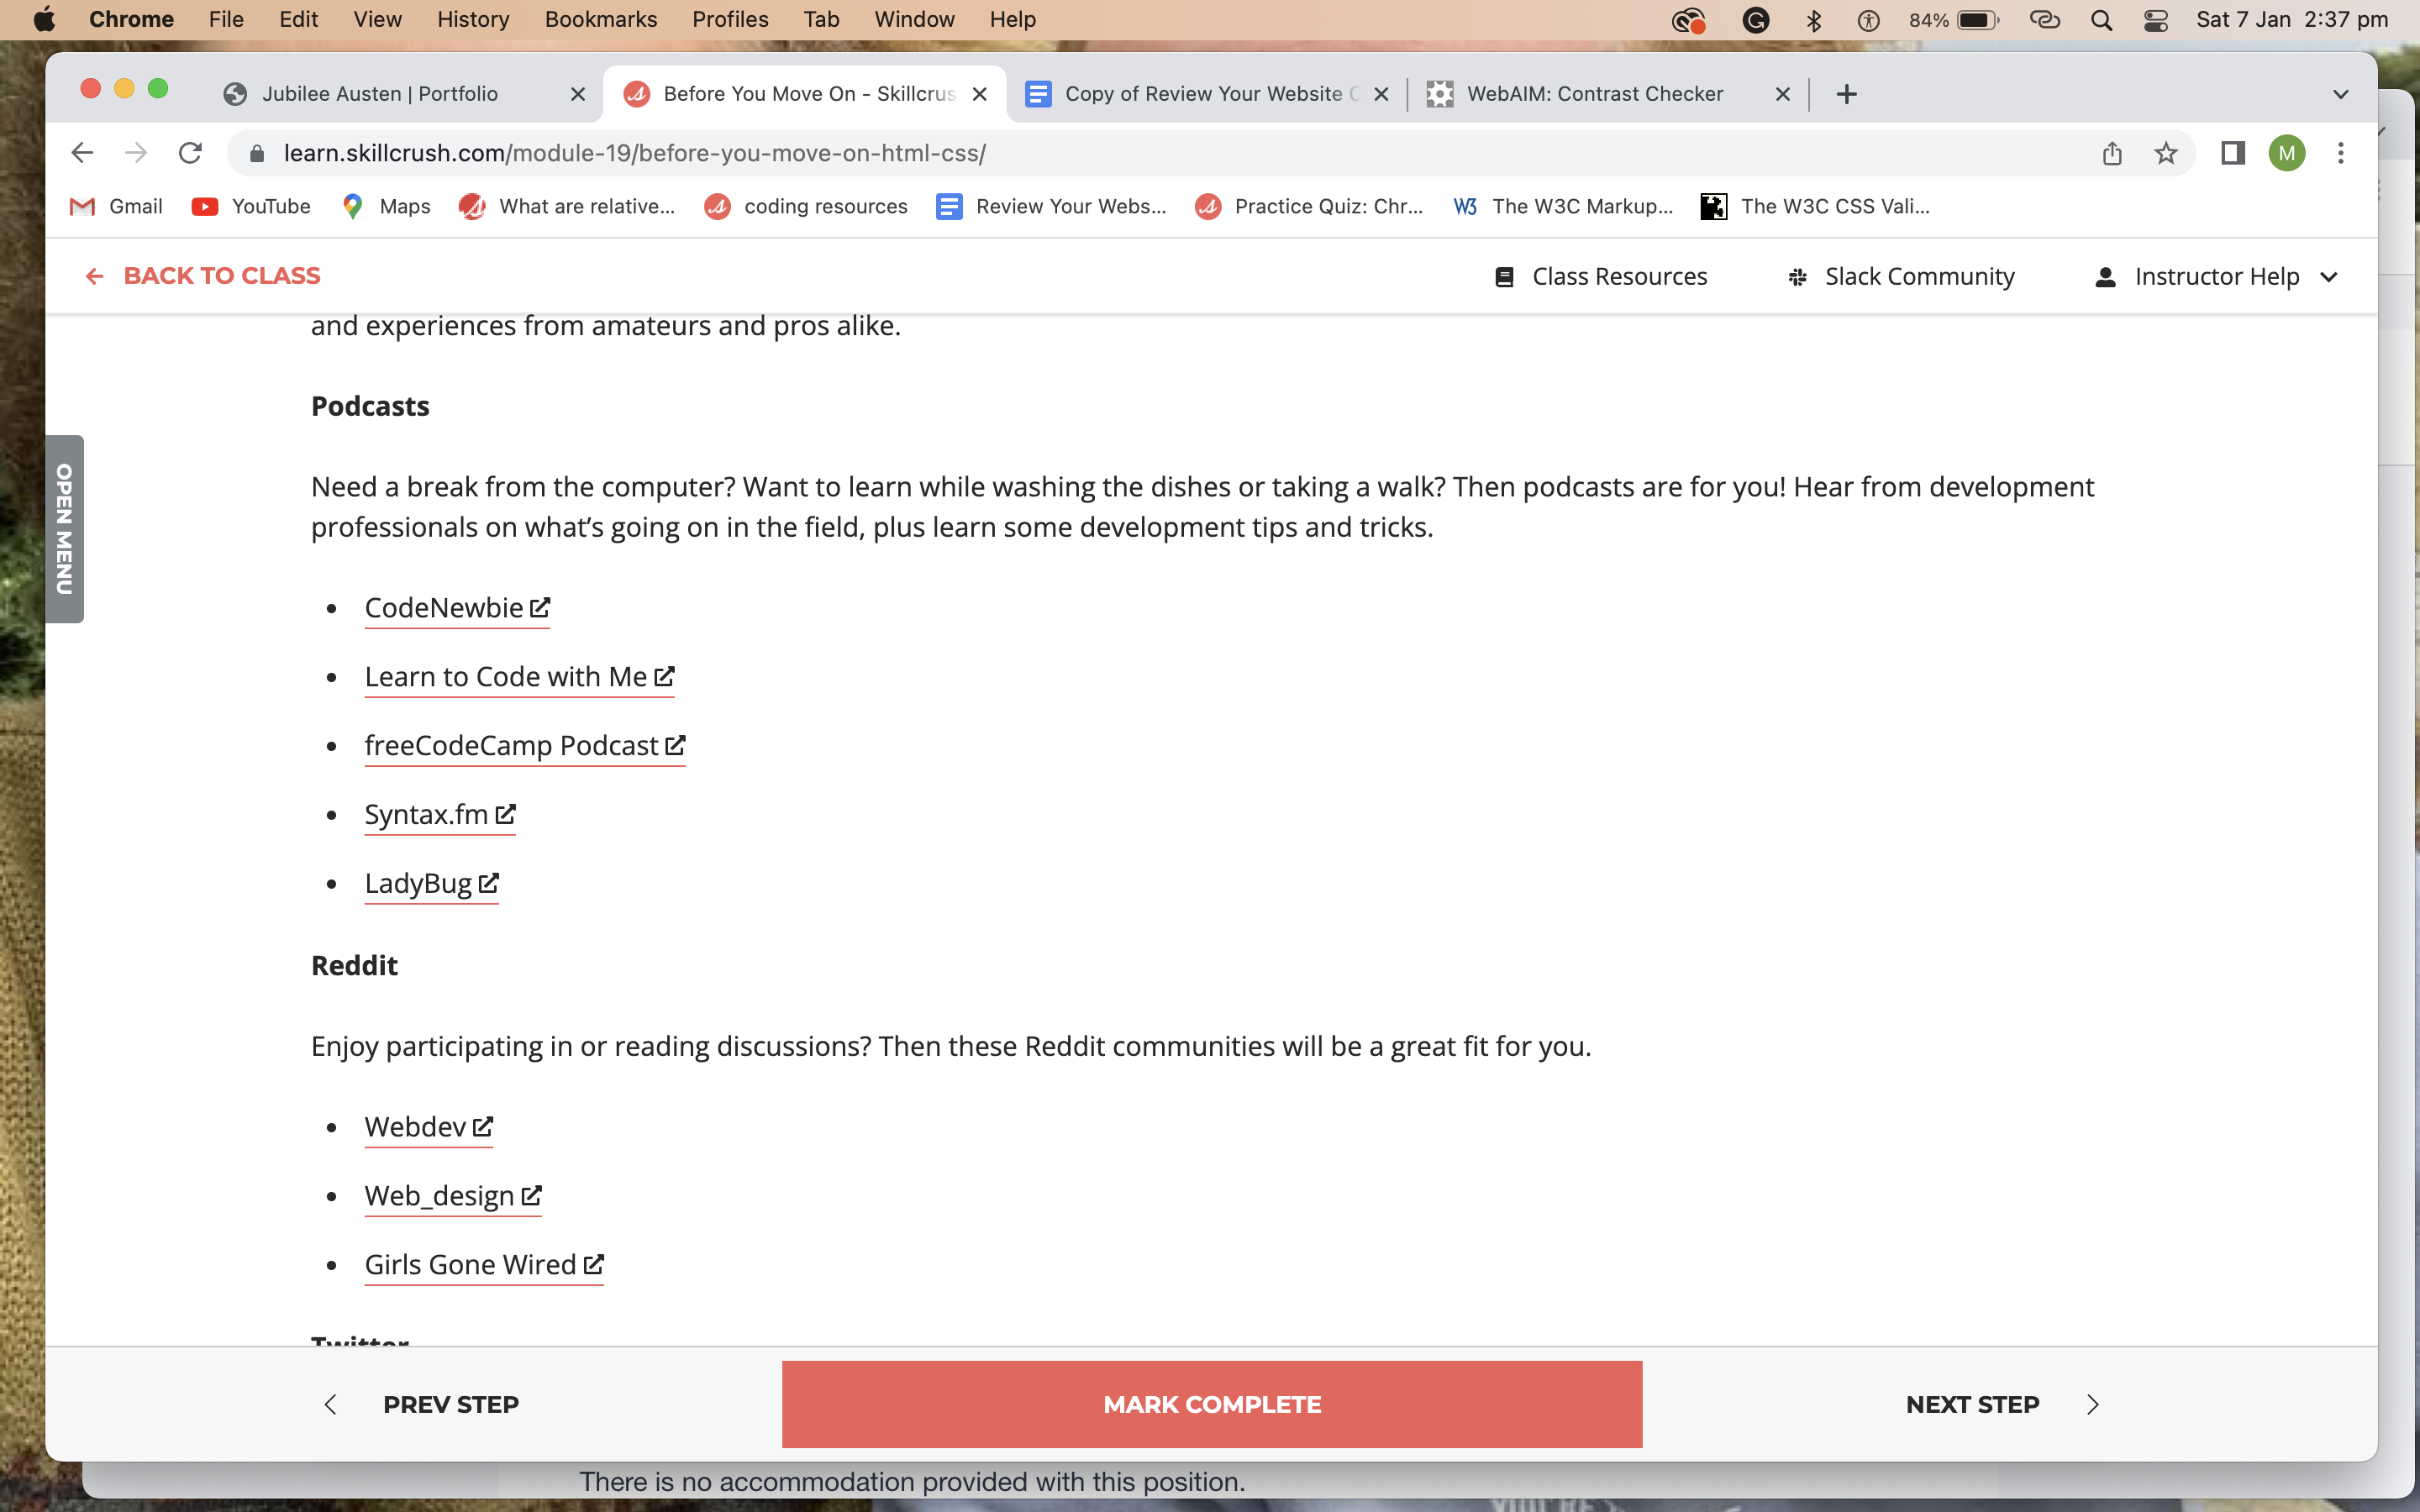 Chrome File Edit View History Bookmarks Profiles Tab Window Help 84% Sat 7 Jan 2:37 pm
Jubilee Austen | Portfolio Before You Move On - Skillcrus Copy of Review Your Website WebAIM: Contrast Checker
learn.skillcrush.com/module-19/before-you-move-on-html-css/ M
Gmail YouTube Maps What are relative... coding resources Review Your Webs... Practice Quiz: Chr... W3 The W3C Markup... The W3C CSS Vali...
BACK TO CLASS Class Resources Slack Community Instructor Help
and experiences from amateurs and pros alike.
Podcasts
OPEN MENU
Need a break from the computer? Want to learn while washing the dishes or taking a walk? Then podcasts are for you! Hear from development
professionals on what’s going on in the field, plus learn some development tips and tricks.
• CodeNewbie
• Learn to Code with Me
• freeCodeCamp Podcast
• Syntax.fm
• LadyBug
Reddit
Enjoy participating in or reading discussions? Then these Reddit communities will be a great fit for you.
• Webdev
• Web_design
• Girls Gone Wired
Twitter
PREV STEP MARK COMPLETE NEXT STEP
There is no accommodation provided with this position.